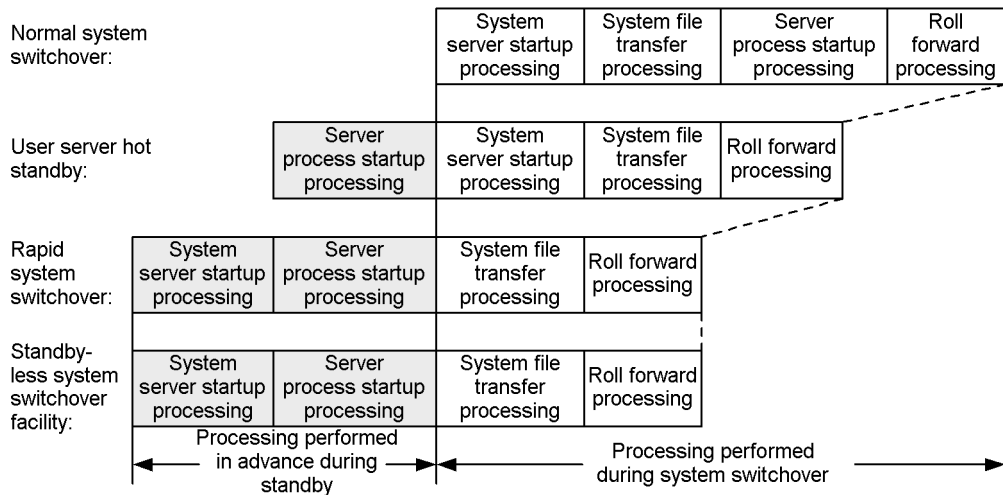 Normal system
switchover:
System
server startup
processing
System file
transfer
processing
Server
process startup
processing
Roll
forward
processing
User server hot
standby:
Server
process startup
processing
System
server startup
processing
System file
transfer
processing
Roll forward
processing
Rapid
system
switchover:
System
server startup
processing
Server
process startup
processing
System file
transfer
processing
Roll forward
processing
Standby-
less system
switchover
facility:
System
server startup
processing
Server
process startup
processing
System file
transfer
processing
Roll forward
processing
Processing performed
in advance during
standby
Processing performed
during system switchover